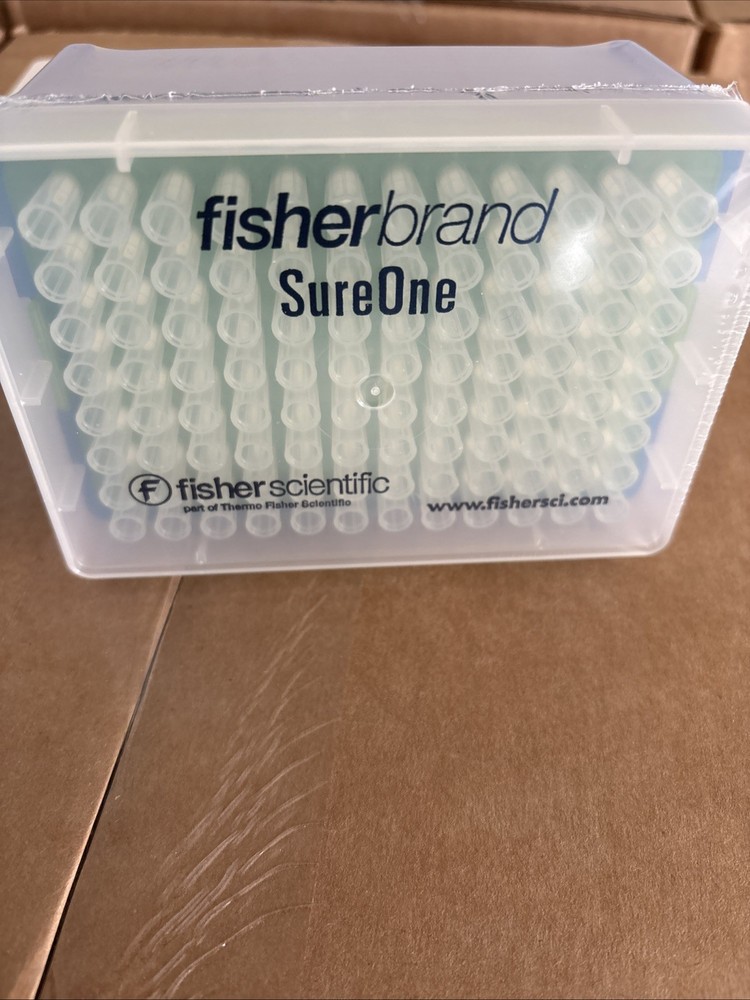 fisherbrand
SureOne
F fisher scientific
part of Thermo Fisher Scientific
www.fishersci.com